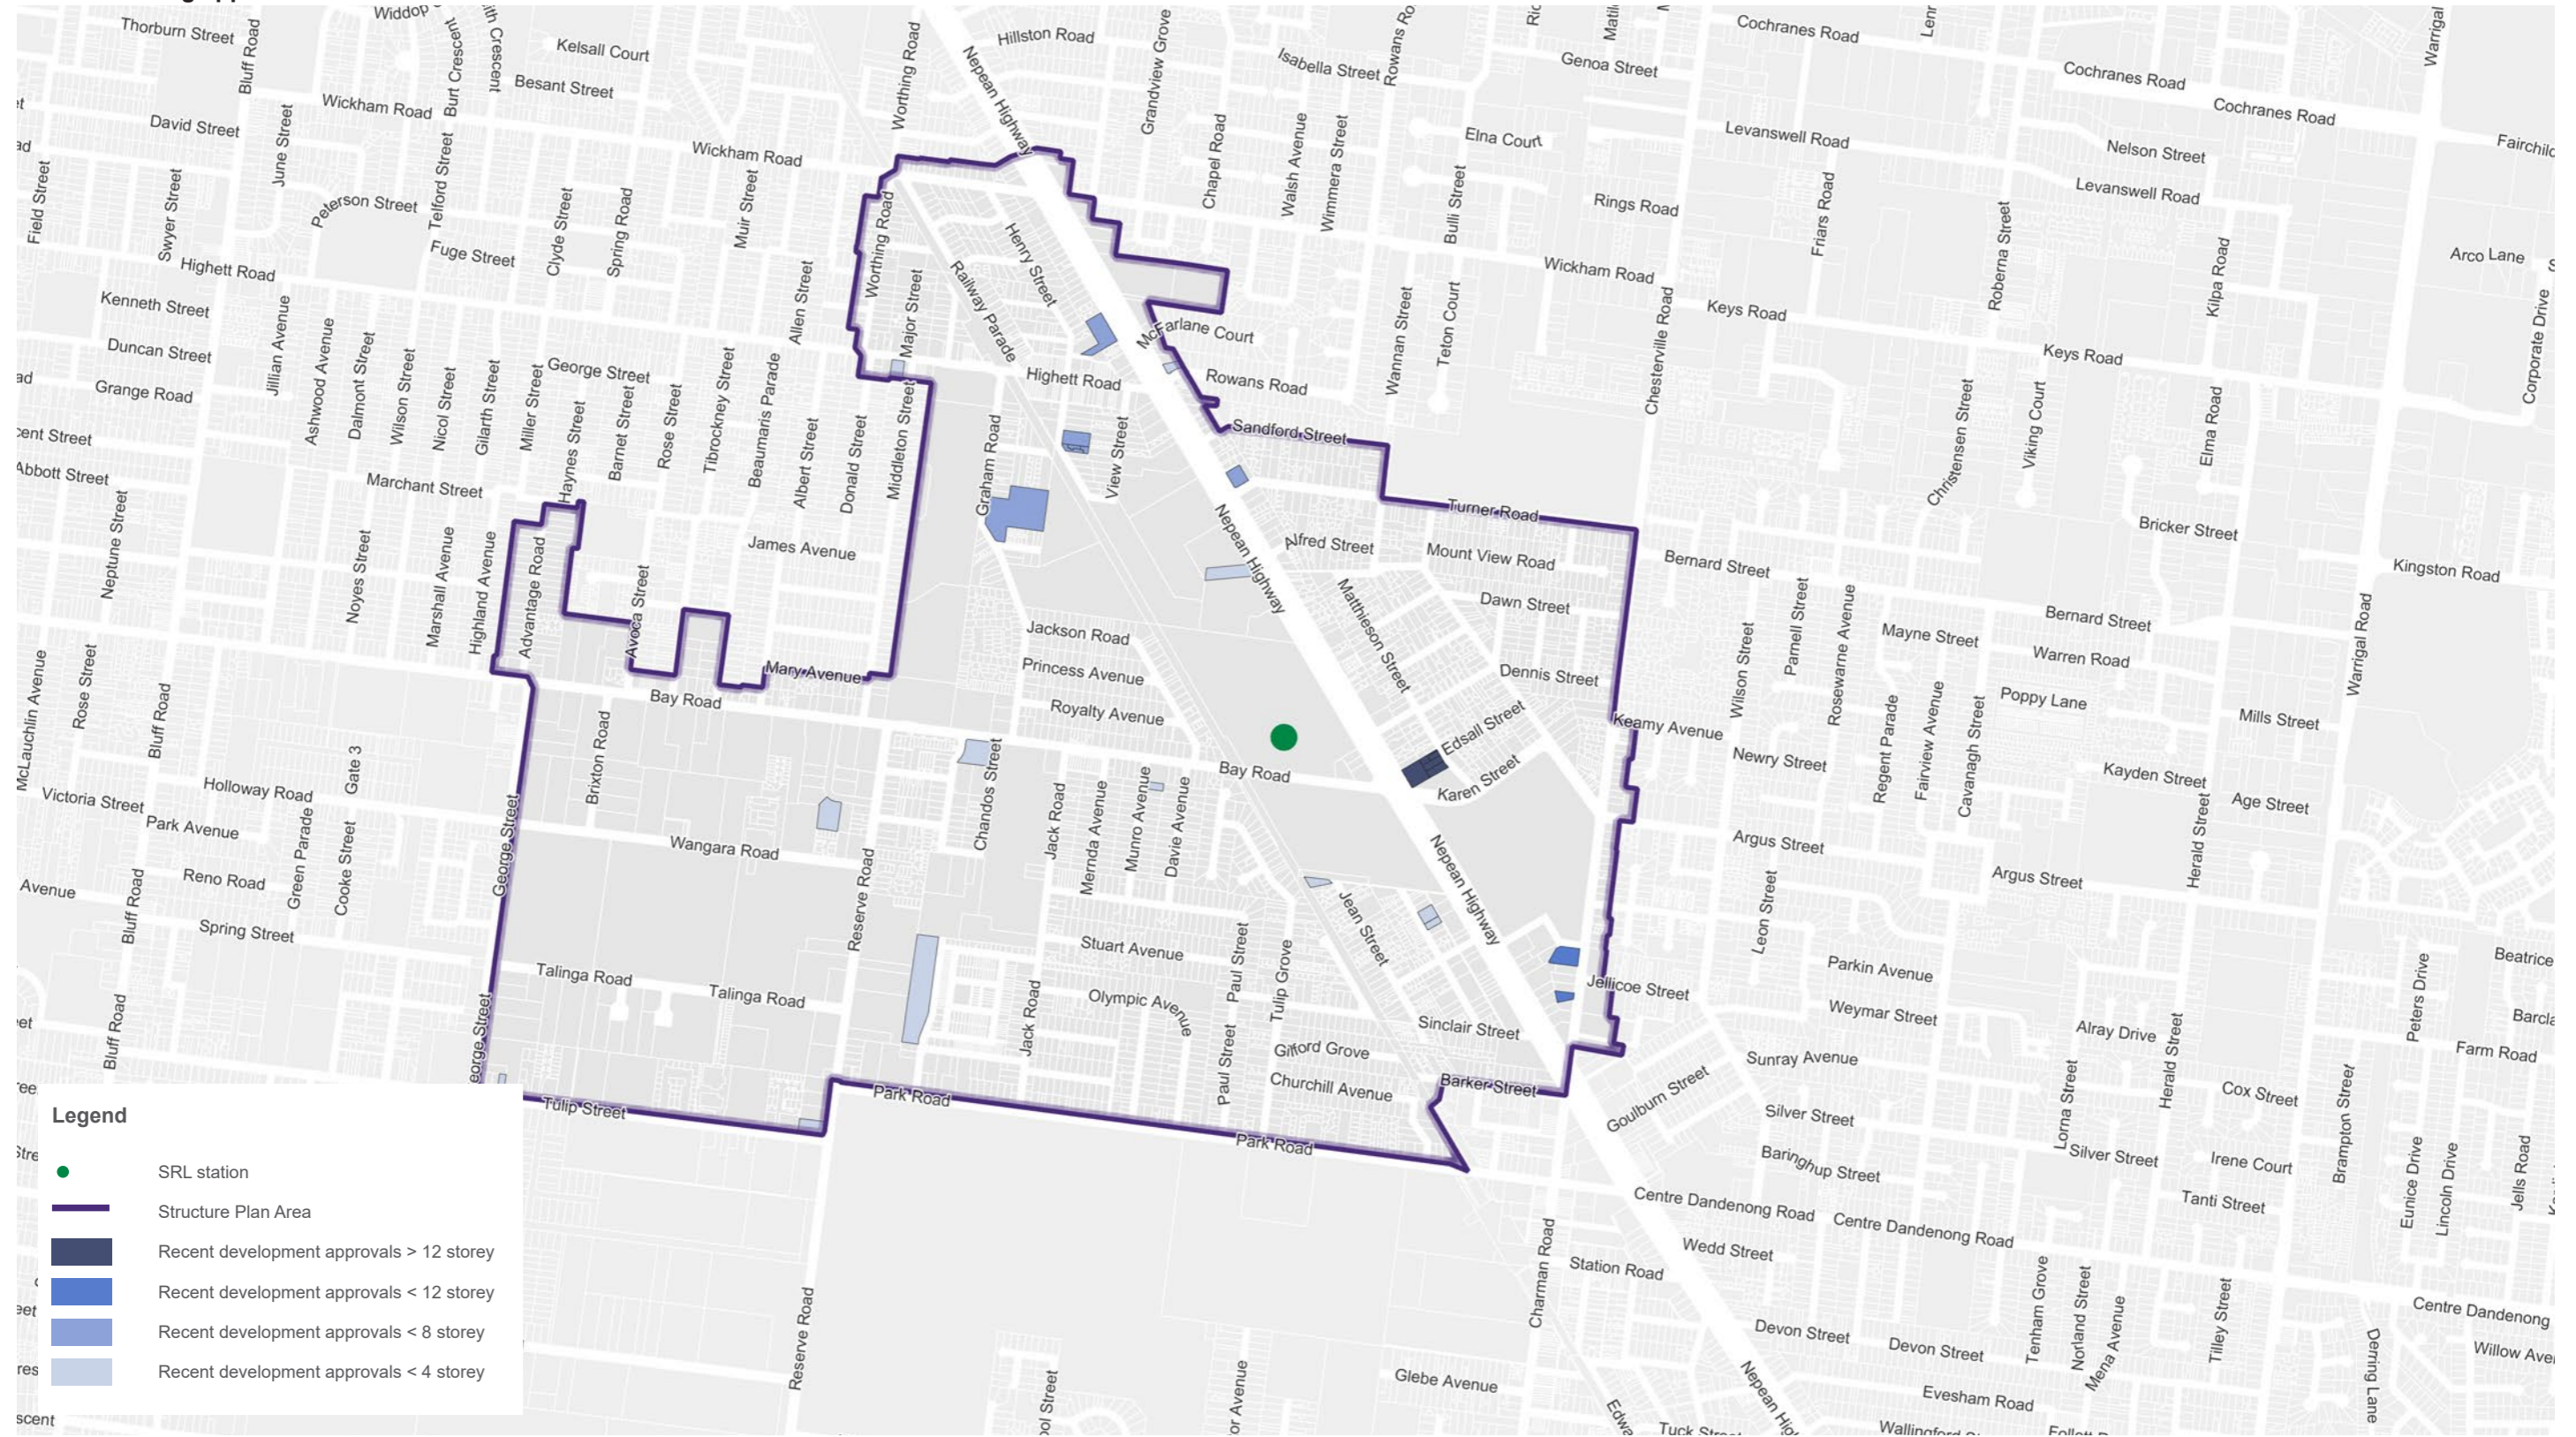 Thorburn Street
Bluff Road
Widdop
Burt Crescent
Kelsall Court
Besant Street
Worthing Road
Nepean Highway
Hillston Road
Grandview Grove
Isabella Street
Rowans Ro
Genoa Street
Cochranes Road
Cochranes Road
Cochranes Road
Warrigal
David Street
June Street
Wickham Road
Telford Street
Wickham Road
Chapel Road
Walsh Avenue
Wimmera Street
Elna Court
Levanswell Road
Nelson Street
Levanswell Road
Field Street
Swyer Street
Peterson Street
Clyde Street
Spring Road
Muir Street
Fuge Street
Worthing Road
Henry Street
Bulli Street
Rings Road
Friars Road
Roberna Street
Kilpa Road
Arco Lane
Highett Road
Kenneth Street
Allen Street
Major Street
Railway Parade
McFarlane Court
Wickham Road
Keys Road
Keys Road
Corporate Drive
Duncan Street
Grange Road
Jillian Avenue
Ashwood Avenue
Dalmont Street
Wilson Street
Nicol Street
Gilarth Street
Miller Street
George Street
Haynes Street
Barnet Street
Rose Street
Tibrockney Street
Beaumaris Parade
Albert Street
Donald Street
Middleton Street
Highett Road
Rowans Road
Wannan Street
Teton Court
Chesterville Road
Christensen Street
Viking Court
Elma Road
Abbott Street
Marchant Street
Graham Road
View Street
Sandford Street
Turner Road
Bricker Street
Neptune Street
Noyes Street
Marshall Avenue
Highland Avenue
Advantage Road
Avoca Street
James Avenue
Nepean Highway
Alfred Street
Mount View Road
Dawn Street
Bernard Street
Bernard Street
Kingston Road
Jackson Road
Princess Avenue
Royalty Avenue
Matthieson Street
Dennis Street
Edsall Street
Karen Street
Keamy Avenue
Wilson Street
Parnell Street
Rosewarne Avenue
Mayne Street
Warren Road
Poppy Lane
Mills Street
Warrigal Road
McLauchlin Avenue
Rose Street
Bluff Road
Mary Avenue
Bay Road
Bay Road
Brixton Road
Newry Street
Regent Parade
Fairview Avenue
Cavanagh Street
Kayden Street
Age Street
Herald Street
Holloway Road
Gate 3
Victoria Street
Park Avenue
Green Parade
Cooke Street
George Street
Wangara Road
Reserve Road
Chandos Street
Jack Road
Mernda Avenue
Munro Avenue
Davie Avenue
Nepean Highway
Argus Street
Argus Street
Avenue
Reno Road
Bluff Road
Spring Street
Talinga Road
Talinga Road
Stuart Avenue
Olympic Avenue
Jack Road
Paul Street
Paul Street
Tulip Grove
Jean Street
Leon Street
Parkin Avenue
Weymar Street
Jellicoe Street
Sinclair Street
Gifford Grove
Churchill Avenue
Alray Drive
Herald Street
Peters Drive
Beatrice
Farm Road
Bluff Road
Tulip Street
Park Road
Park Road
Barker Street
Goulburn Street
Sunray Avenue
Silver Street
Baringhup Street
Lorna Street
Silver Street
Cox Street
Irene Court
Tanti Street
Brampton Street
Eunice Drive
Lincoln Drive
Jells Road
Centre Dandenong Road
Centre Dandenong Road
Centre Dandenong
Charman Road
Wedd Street
Station Road
Reserve Road
Devon Street
Devon Street
Tenham Grove
Norland Street
Mena Avenue
Tilley Street
Derring Lane
Glebe Avenue
Evesham Road
Legend
SRL station
Structure Plan Area
Recent development approvals > 12 storey
Recent development approvals < 12 storey
Recent development approvals < 8 storey
Recent development approvals < 4 storey